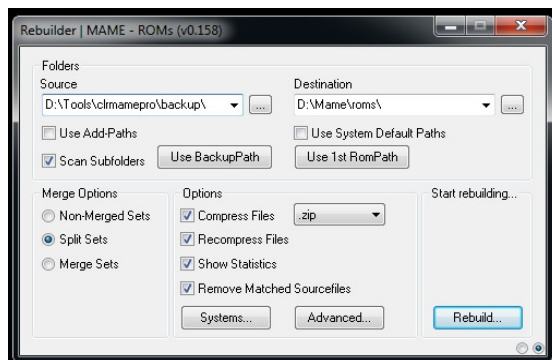 Rebuilder | MAME - ROMs (v0.158)
Folders
Source
Destination
D:\Tools\clrmamepro\backup\
...
D:\Mame\roms\
...
Use Add-Paths
Use System Default Paths
Scan Subfolders
Use BackupPath
Use 1st RomPath
Merge Options
Options
Start rebuilding...
Non-Merged Sets
Compress Files
.zip
Split Sets
Recompress Files
Merge Sets
Show Statistics
Remove Matched Sourcefiles
Systems...
Advanced...
Rebuild...